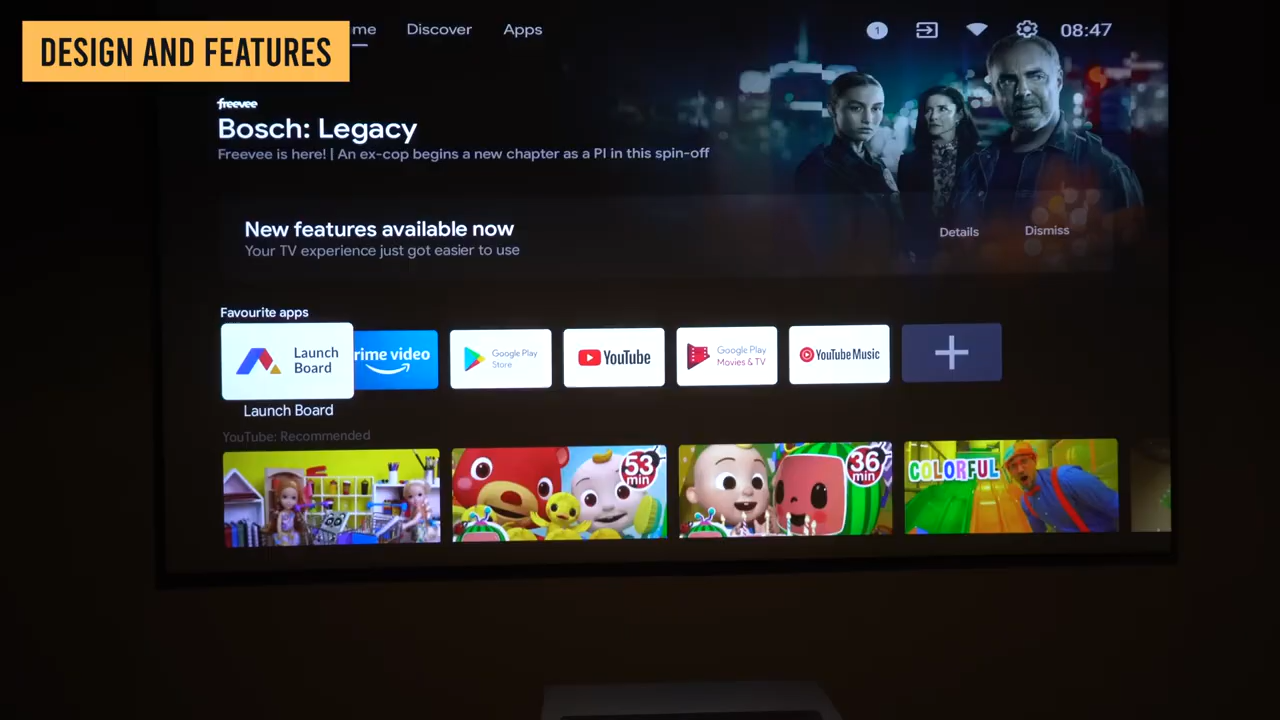 DESIGN AND FEATURES
me
Discover
Apps
1
08:47
freevee
Bosch: Legacy
Freevee is here! | An ex-cop begins a new chapter as a PI in this spin-off
New features available now
Your TV experience just got easier to use
Details
Dismiss
Favourite apps
Launch
Board
rime video
Google Play
Store
YouTube
Google Play
Movies & TV
YouTube Music
Launch Board
YouTube: Recommended
53
min
36
min
COLORFUL